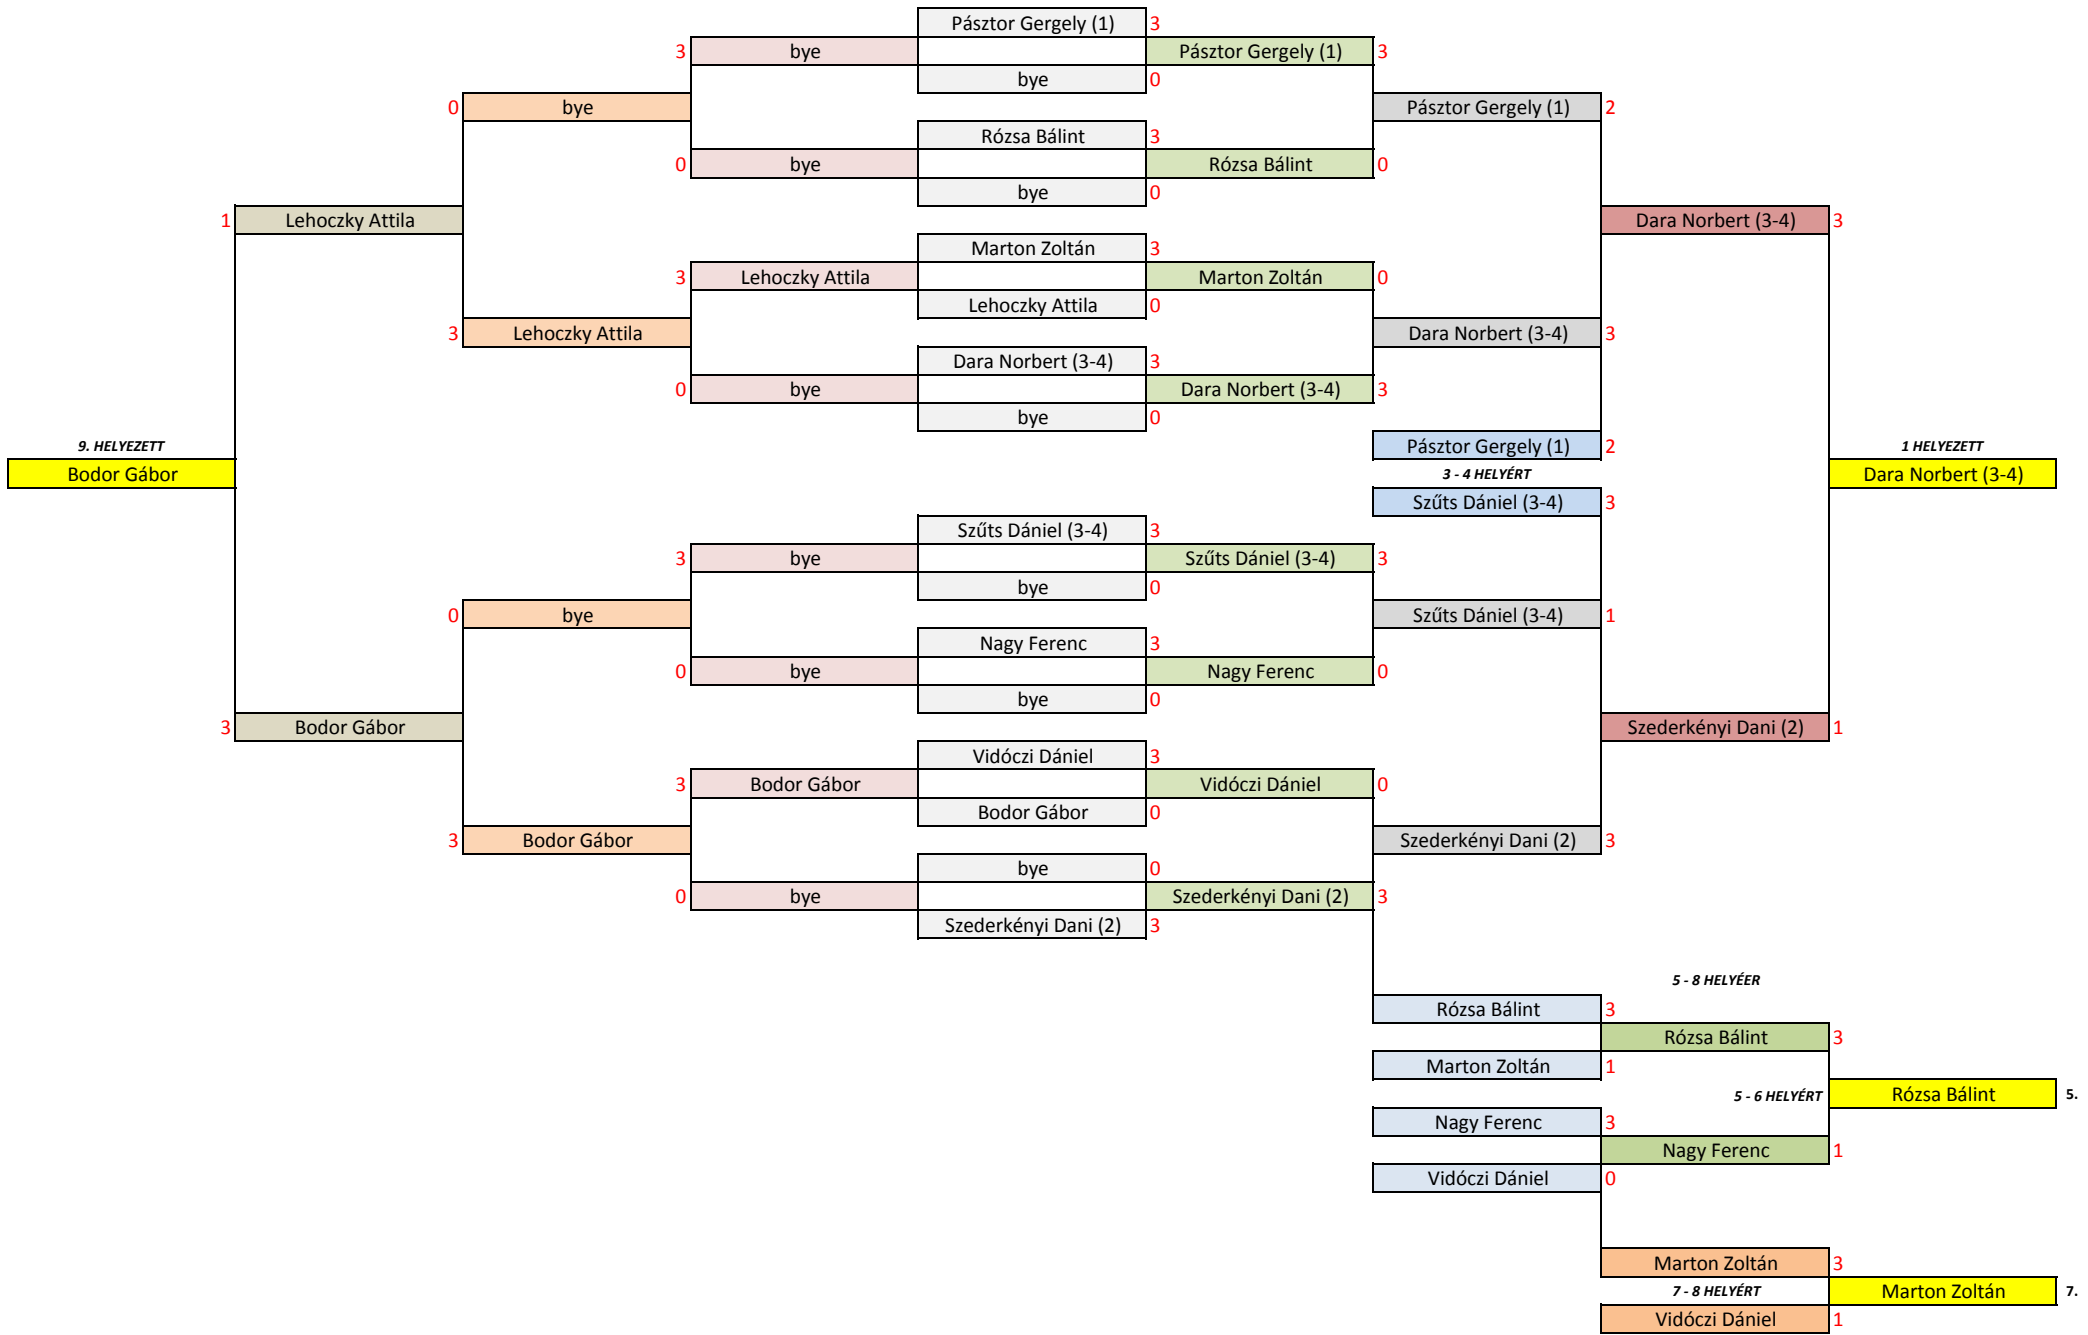 Pásztor Gergely (1) 3
3 bye Pásztor Gergely (1) 3
bye 0
0 bye Pásztor Gergely (1) 2
Rózsa Bálint 3
0 bye Rózsa Bálint 0
bye 0
1 Lehoczky Attila Dara Norbert (3-4) 3
Marton Zoltán 3
3 Lehoczky Attila Marton Zoltán 0
Lehoczky Attila 0
3 Lehoczky Attila Dara Norbert (3-4) 3
Dara Norbert (3-4) 3
0 bye Dara Norbert (3-4) 3
bye 0
9. HELYEZETT Pásztor Gergely (1) 2 1 HELYEZETT
Bodor Gábor 3 - 4 HELYÉRT Dara Norbert (3-4)
Szűts Dániel (3-4) 3
Szűts Dániel (3-4) 3
3 bye Szűts Dániel (3-4) 3
bye 0
0 bye Szűts Dániel (3-4) 1
Nagy Ferenc 3
0 bye Nagy Ferenc 0
bye 0
3 Bodor Gábor Szederkényi Dani (2) 1
Vidóczi Dániel 3
3 Bodor Gábor Vidóczi Dániel 0
Bodor Gábor 0
3 Bodor Gábor Szederkényi Dani (2) 3
bye 0
0 bye Szederkényi Dani (2) 3
Szederkényi Dani (2) 3
5 - 8 HELYÉER
Rózsa Bálint 3
Rózsa Bálint 3
Marton Zoltán 1
5 - 6 HELYÉRT Rózsa Bálint 5.
Nagy Ferenc 3
Nagy Ferenc 1
Vidóczi Dániel 0
Marton Zoltán 3
7 - 8 HELYÉRT Marton Zoltán 7.
Vidóczi Dániel 1